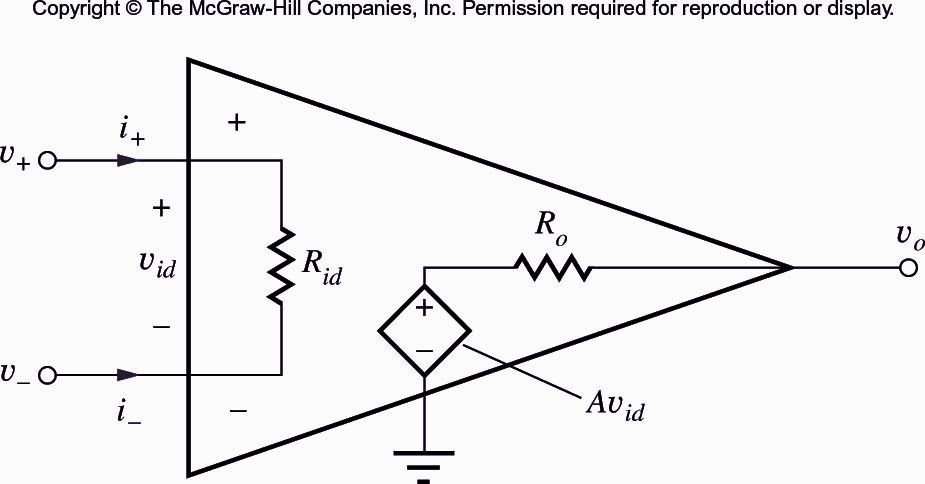 Copyright © The McGraw-Hill Companies, Inc. Permission required for reproduction or display.
i+
+
v+
+
Ro
vo
vid
Rid
+
−
−
v−
Avid
i−
−